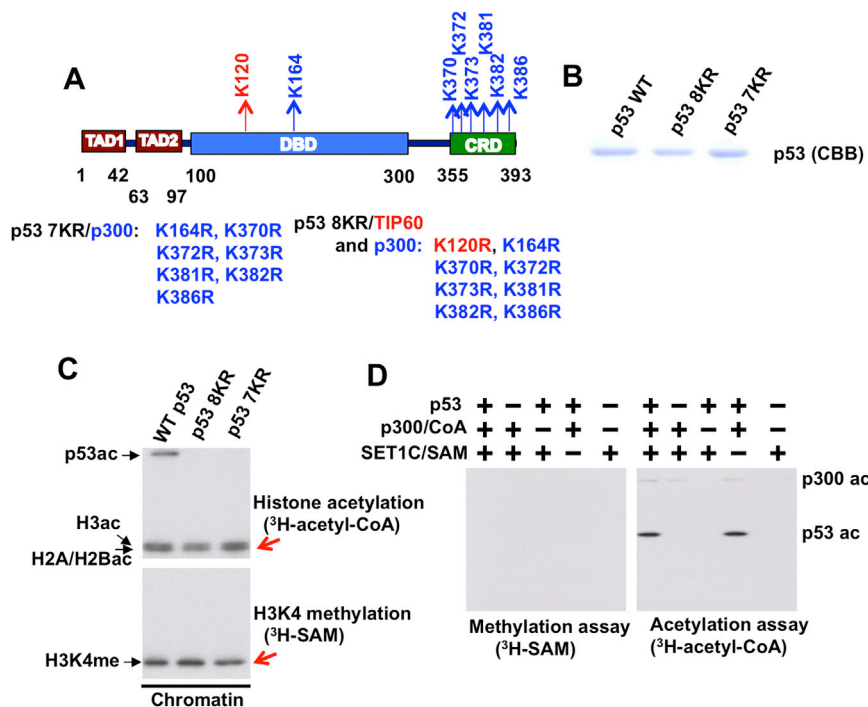 A
K120
K164
K370
K372
K373
K381
K382
K386
TAD1
TAD2
DBD
CRD
1
42
63
97
100
300
355
393
p53 7KR/p300:
K164R, K370R
K372R, K373R
K381R, K382R
K386R
p53 8KR/TIP60
and p300:
K120R, K164R
K370R, K372R
K373R, K381R
K382R, K386R
B
p53 WT
p53 8KR
p53 7KR
p53 (CBB)
C
WT p53
p53 8KR
p53 7KR
p53ac
H3ac
H2A/H2Bac
Histone acetylation
(³H-acetyl-CoA)
H3K4 methylation
(³H-SAM)
H3K4me
Chromatin
D
p53 + − + + − + − + + −
p300/CoA + + − + − + + − + −
SET1C/SAM + + + − + + + + − +
p300 ac
p53 ac
Methylation assay
(³H-SAM)
Acetylation assay
(³H-acetyl-CoA)